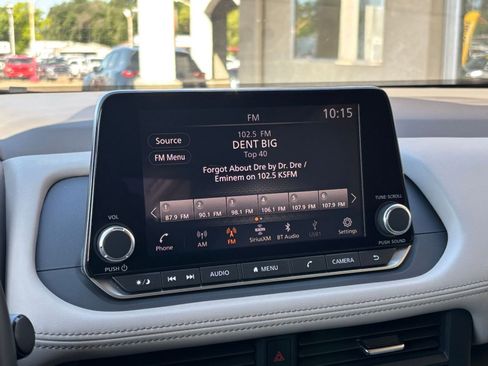 FM
10:15
102.5 FM
Source
DENT BIG
Top 40
FM Menu
Forgot About Dre by Dr. Dre /
Eminem on 102.5 KSFM
1 2 3 4 5 6
87.9 FM 90.1 FM 98.1 FM 106.1 FM 107.9 FM 107.9 FM
Phone AM FM SiriusXM BT Audio USB1 Settings
VOL
TUNE·SCROLL
PUSH
PUSH SOUND
AUDIO MENU CAMERA